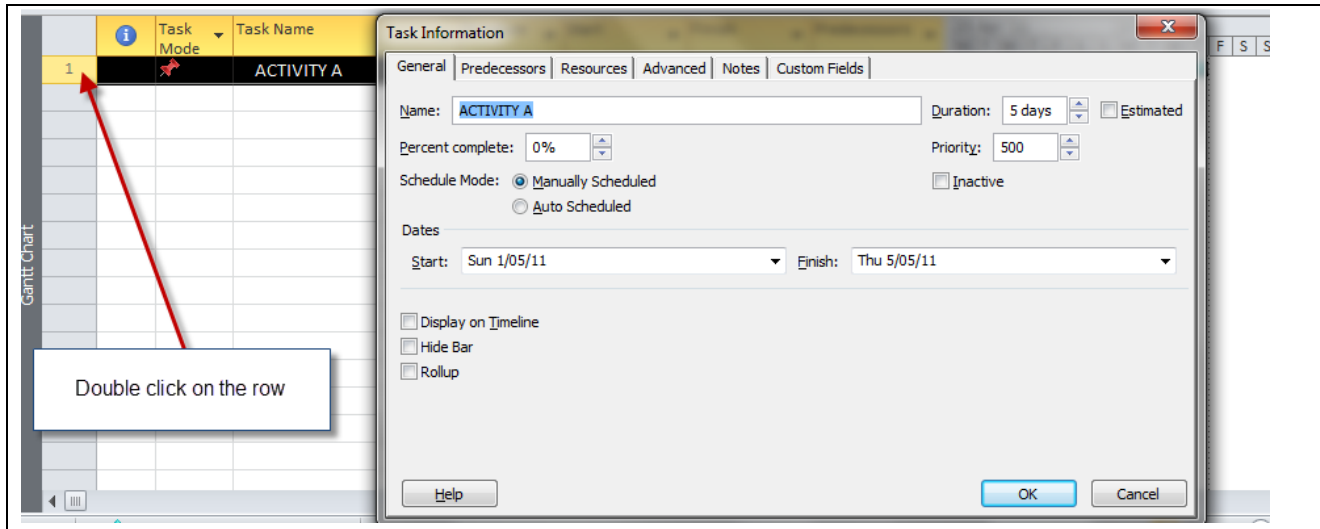 Task Mode
Task Name
1
ACTIVITY A
Gantt Chart
Double click on the row
Task Information
F S S
General Predecessors Resources Advanced Notes Custom Fields
Name: ACTIVITY A Duration: 5 days Estimated
Percent complete: 0% Priority: 500
Schedule Mode: Manually Scheduled Inactive
Auto Scheduled
Dates
Start: Sun 1/05/11 Finish: Thu 5/05/11
Display on Timeline
Hide Bar
Rollup
Help OK Cancel